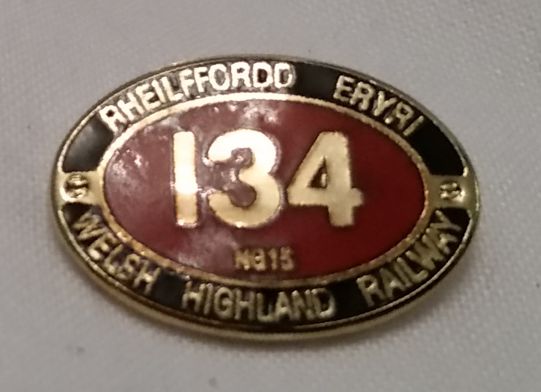 RHEILFFORDD ERYRI
134
NG15
WELSH HIGHLAND RAILWAY